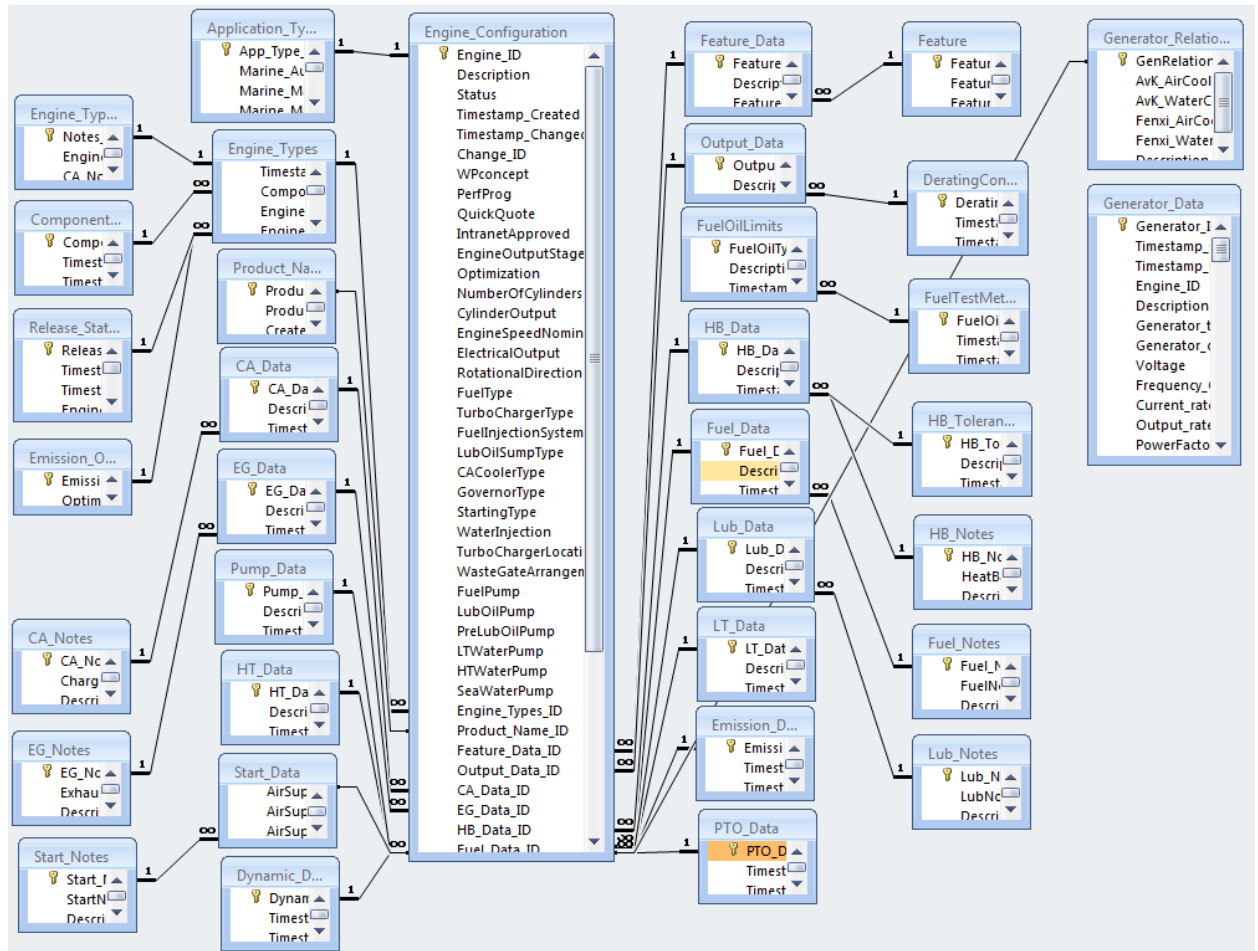 Application_Ty...
App_Type_
Marine_Au
Marine_M
Marine_M
Engine_Configuration
Engine_ID
Description
Status
Timestamp_Created
Timestamp_Changed
Change_ID
WPconcept
PerfProg
QuickQuote
IntranetApproved
EngineOutputStage
Optimization
NumberOfCylinders
CylinderOutput
EngineSpeedNomin
ElectricalOutput
RotationalDirection
FuelType
TurboChargerType
FuelInjectionSystem
LubOilSumpType
CACoolerType
GovernorType
StartingType
WaterInjection
TurboChargerLocati
WasteGateArrangen
FuelPump
LubOilPump
PreLubOilPump
LTWaterPump
HTWaterPump
SeaWaterPump
Engine_Types_ID
Product_Name_ID
Feature_Data_ID
Output_Data_ID
CA_Data_ID
EG_Data_ID
HB_Data_ID
Fuel_Data_ID
Engine_Typ...
Notes_
Engin
CA_No
Engine_Types
Timesta
Compo
Engine
Engine
Component...
Comp
Timest
Timest
Product_Na...
Produ
Produ
Create
Release_Stat...
Releas
Timest
Timest
Engin
CA_Data
CA_Da
Descri
Timest
Emission_O...
Emissi
Optim
EG_Data
EG_Da
Descri
Timest
Pump_Data
Pump_
Descri
Timest
CA_Notes
CA_Nc
Charg
Descri
HT_Data
HT_Da
Descri
Timest
EG_Notes
EG_Nc
Exhau
Descri
Start_Data
AirSup
AirSup
AirSup
Start_Notes
Start_I
StartN
Descri
Dynamic_D...
Dynam
Timest
Timest
Feature_Data
Feature
Descrip
Feature
Feature
Featur
Featur
Featur
Generator_Relatio...
GenRelation
AvK_AirCool
AvK_WaterC
Fenxi_AirCo
Fenxi_Water
Description
Output_Data
Outpu
Descrip
DeratingCon...
Deratir
Timest
Timest
Generator_Data
Generator_I
Timestamp_
Timestamp_
Engine_ID
Description
Generator_t
Generator_c
Voltage
Frequency_
Current_rate
Output_rate
PowerFacto
FuelOilLimits
FuelOilTy
Descripti
Timestam
FuelTestMet...
FuelOi
Timest
Timest
HB_Data
HB_Da
Descrip
Timest
HB_Toleran...
HB_To
Descrip
Timest
Fuel_Data
Fuel_D
Descri
Timest
HB_Notes
HB_Nc
HeatB
Descri
Lub_Data
Lub_D
Descri
Timest
LT_Data
LT_Dat
Descri
Timest
Fuel_Notes
Fuel_N
FuelN
Descri
Emission_D...
Emissi
Timest
Timest
Lub_Notes
Lub_N
LubNo
Descri
PTO_Data
PTO_D
Timest
Timest